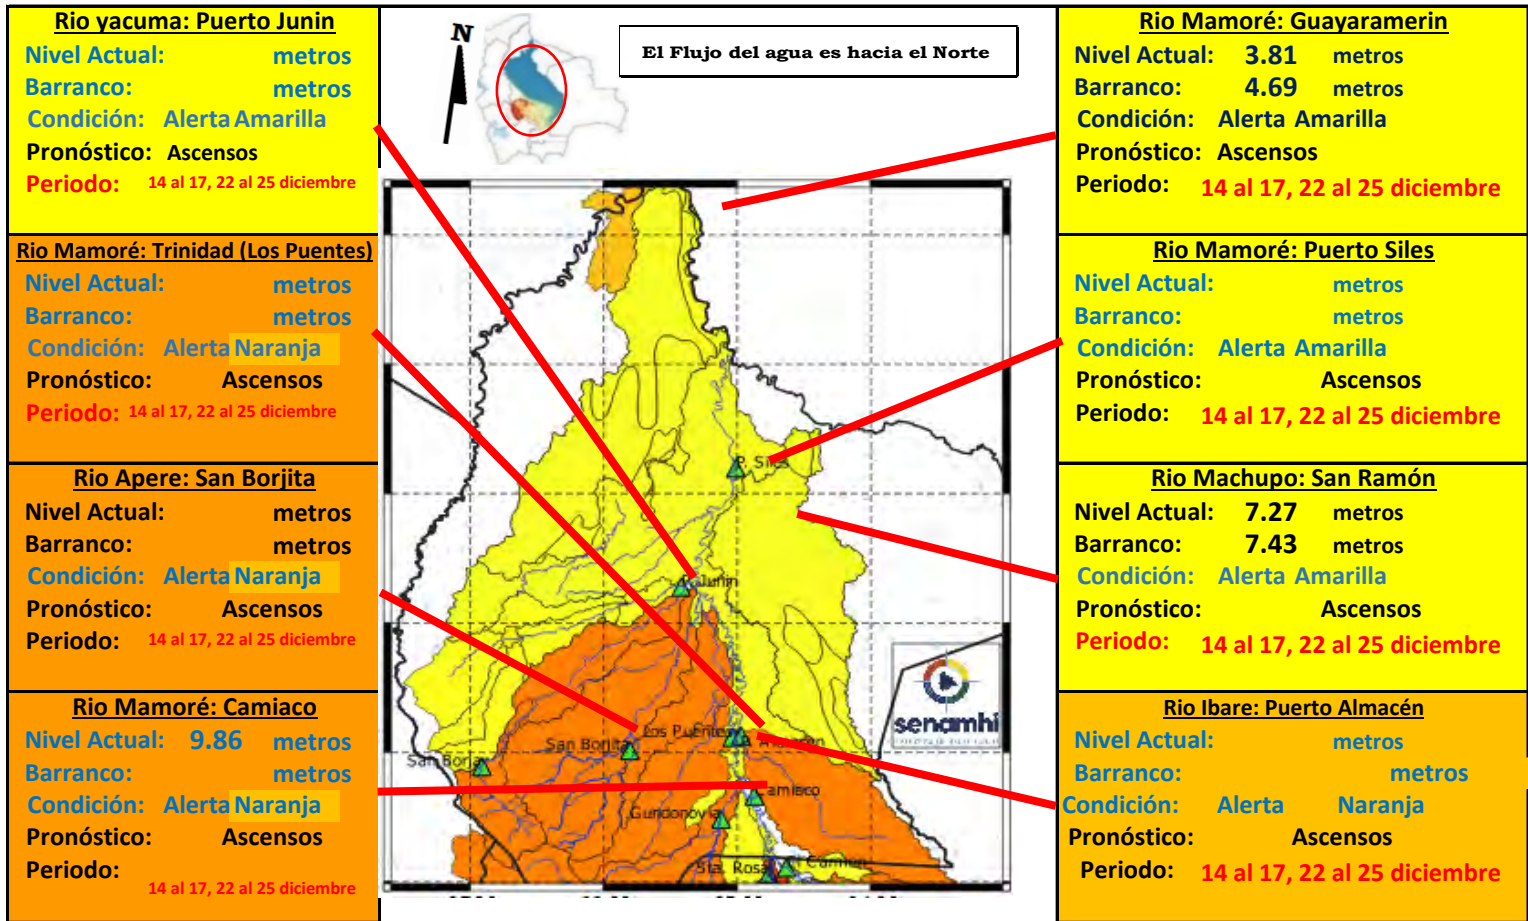 Rio yacuma: Puerto Junin
Nivel Actual: metros
Barranco: metros
Condición: Alerta Amarilla
Pronóstico: Ascensos
Periodo: 14 al 17, 22 al 25 diciembre
Rio Mamoré: Trinidad (Los Puentes)
Nivel Actual: metros
Barranco: metros
Condición: Alerta Naranja
Pronóstico: Ascensos
Periodo: 14 al 17, 22 al 25 diciembre
Rio Apere: San Borjita
Nivel Actual: metros
Barranco: metros
Condición: Alerta Naranja
Pronóstico: Ascensos
Periodo: 14 al 17, 22 al 25 diciembre
Rio Mamoré: Camiaco
Nivel Actual: 9.86 metros
Barranco: metros
Condición: Alerta Naranja
Pronóstico: Ascensos
Periodo:
14 al 17, 22 al 25 diciembre
N
El Flujo del agua es hacia el Norte
P. Siles
P. Junin
Los Puentes
San Borjita
San Borja
Camiaco
Gundonovia
Sta. Rosa
El Carmen
senamhi
Rio Mamoré: Guayaramerin
Nivel Actual: 3.81 metros
Barranco: 4.69 metros
Condición: Alerta Amarilla
Pronóstico: Ascensos
Periodo: 14 al 17, 22 al 25 diciembre
Rio Mamoré: Puerto Siles
Nivel Actual: metros
Barranco: metros
Condición: Alerta Amarilla
Pronóstico: Ascensos
Periodo: 14 al 17, 22 al 25 diciembre
Rio Machupo: San Ramón
Nivel Actual: 7.27 metros
Barranco: 7.43 metros
Condición: Alerta Amarilla
Pronóstico: Ascensos
Periodo: 14 al 17, 22 al 25 diciembre
Rio Ibare: Puerto Almacén
Nivel Actual: metros
Barranco: metros
Condición: Alerta Naranja
Pronóstico: Ascensos
Periodo: 14 al 17, 22 al 25 diciembre